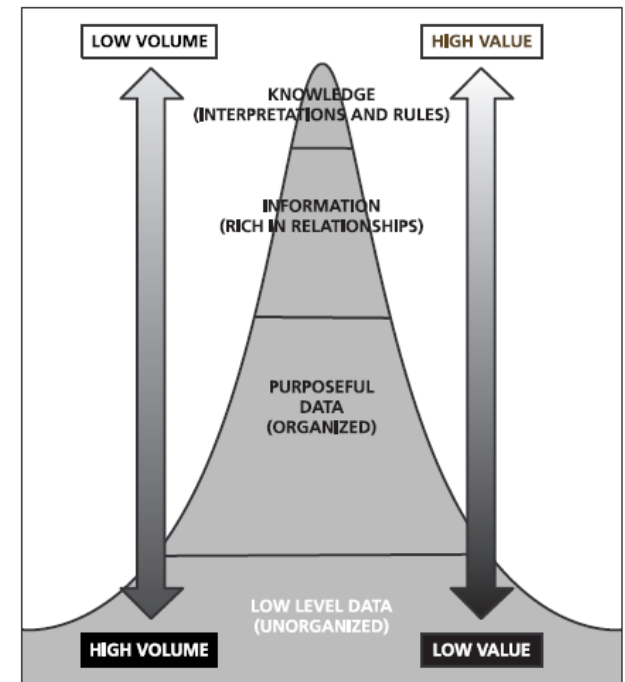 LOW VOLUME
HIGH VALUE
KNOWLEDGE
(INTERPRETATIONS AND RULES)
INFORMATION
(RICH IN RELATIONSHIPS)
PURPOSEFUL
DATA
(ORGANIZED)
LOW LEVEL DATA
(UNORGANIZED)
HIGH VOLUME
LOW VALUE